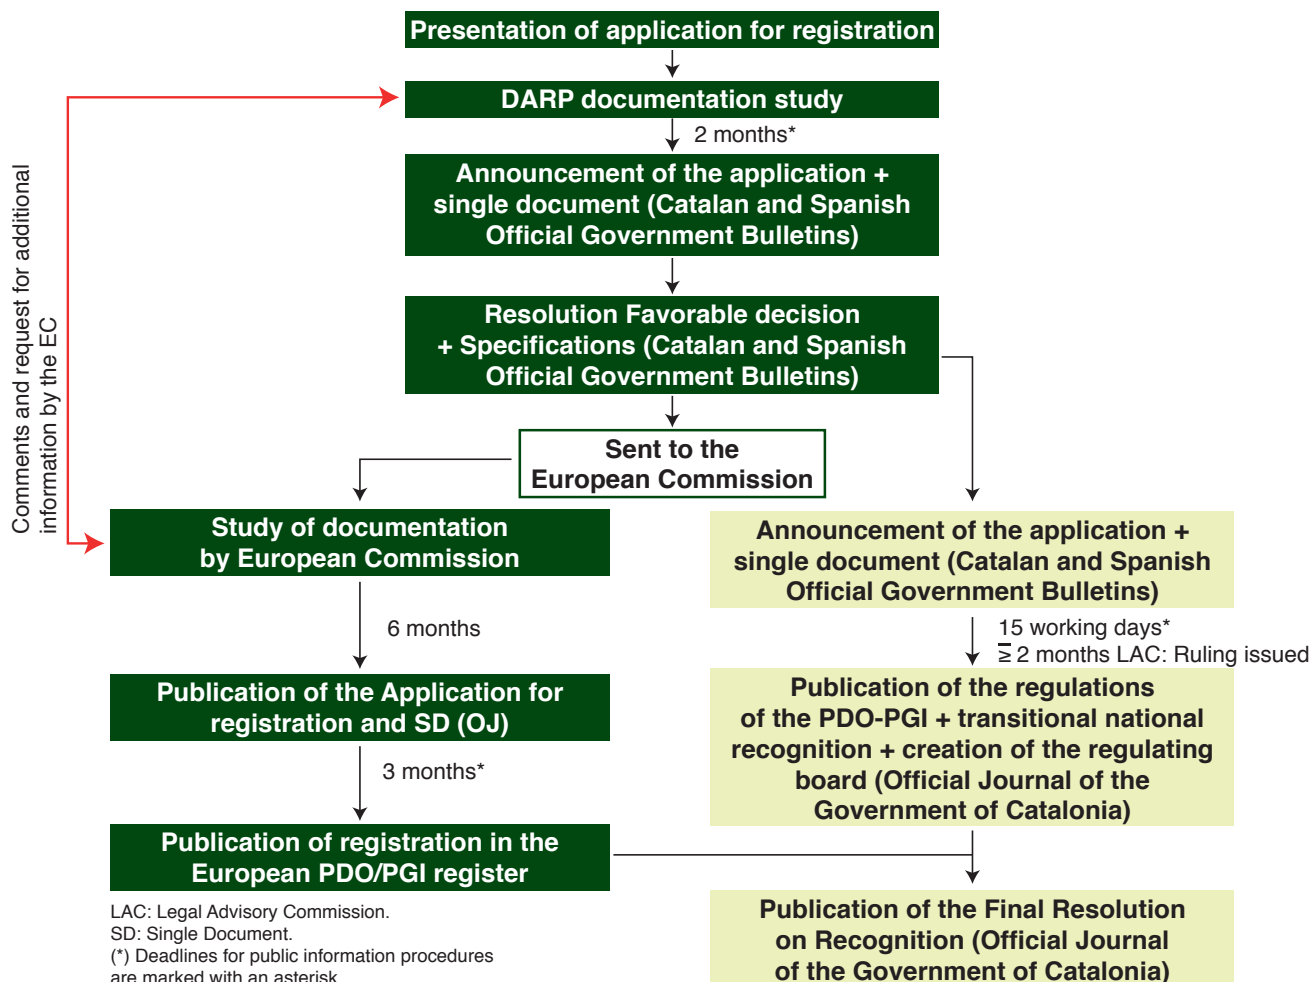 Presentation of application for registration
DARP documentation study
2 months*
Announcement of the application +
single document (Catalan and Spanish
Official Government Bulletins)
Resolution Favorable decision
+ Specifications (Catalan and Spanish
Official Government Bulletins)
Comments and request for additional
information by the EC
Sent to the
European Commission
Study of documentation
by European Commission
6 months
Publication of the Application for
registration and SD (OJ)
3 months*
Publication of registration in the
European PDO/PGI register
Announcement of the application +
single document (Catalan and Spanish
Official Government Bulletins)
15 working days*
≥ 2 months LAC: Ruling issued
Publication of the regulations
of the PDO-PGI + transitional national
recognition + creation of the regulating
board (Official Journal of the
Government of Catalonia)
Publication of the Final Resolution
on Recognition (Official Journal
of the Government of Catalonia)
LAC: Legal Advisory Commission.
SD: Single Document.
(*) Deadlines for public information procedures
are marked with an asterisk